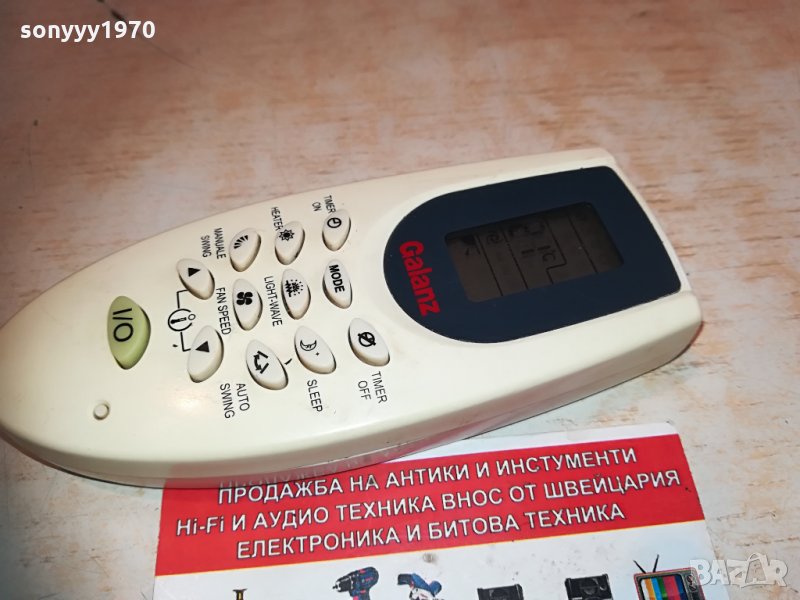 sonyyy1970
TIMER
ON
HEATER
MANUALE
SWING
MODE
LIGHT-WAVE
FAN SPEED
I/O
TIMER
OFF
SLEEP
AUTO
SWING
Galanz
°C
ПРОДАЖБА НА АНТИКИ И ИНСТУМЕНТИ
Hi-Fi И АУДИО ТЕХНИКА ВНОС ОТ ШВЕЙЦАРИЯ
ЕЛЕКТРОНИКА И БИТОВА ТЕХНИКА
BAZAR